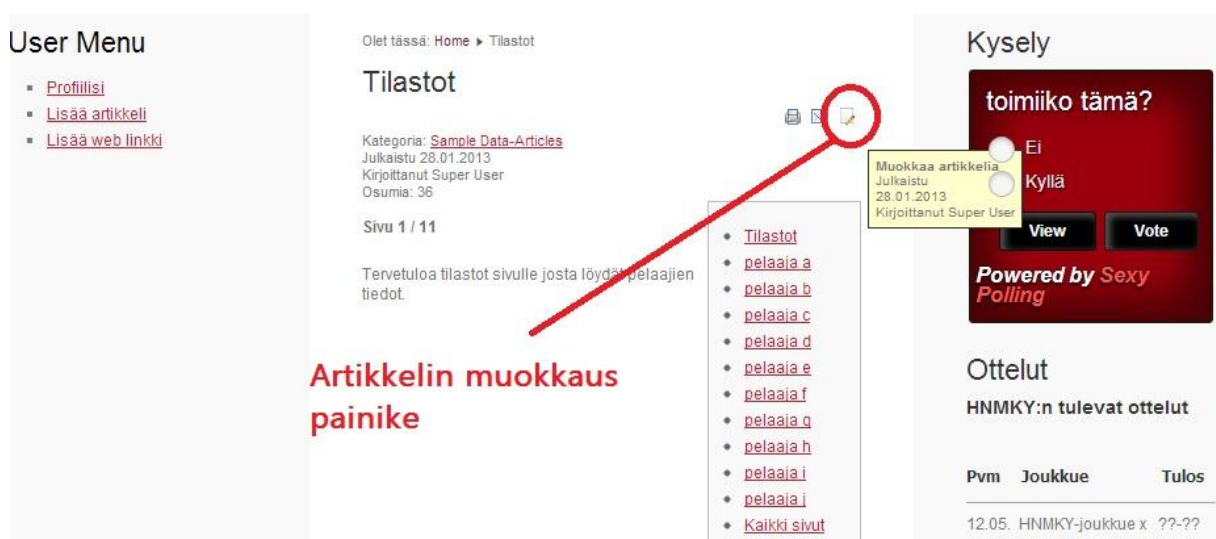 User Menu
Profiilisi
Lisää artikkeli
Lisää web linkki
Olet tässä: Home ▸ Tilastot
Tilastot
Kategoria: Sample Data-Articles
Julkaistu 28.01.2013
Kirjoittanut Super User
Osumia: 36
Sivu 1 / 11
Tervetuloa tilastot sivulle josta löydät pelaajien
tiedot.
Artikkelin muokkaus
painike
Tilastot
pelaaja a
pelaaja b
pelaaja c
pelaaja d
pelaaja e
pelaaja f
pelaaja g
pelaaja h
pelaaja i
pelaaja j
Kaikki sivut
Muokkaa artikkelia
Julkaistu
28.01.2013
Kirjoittanut Super User
Kysely
toimiiko tämä?
Ei
Kyllä
View Vote
Powered by Sexy
Polling
Ottelut
HNMKY:n tulevat ottelut
Pvm Joukkue Tulos
12.05. HNMKY-joukkue x ??-??